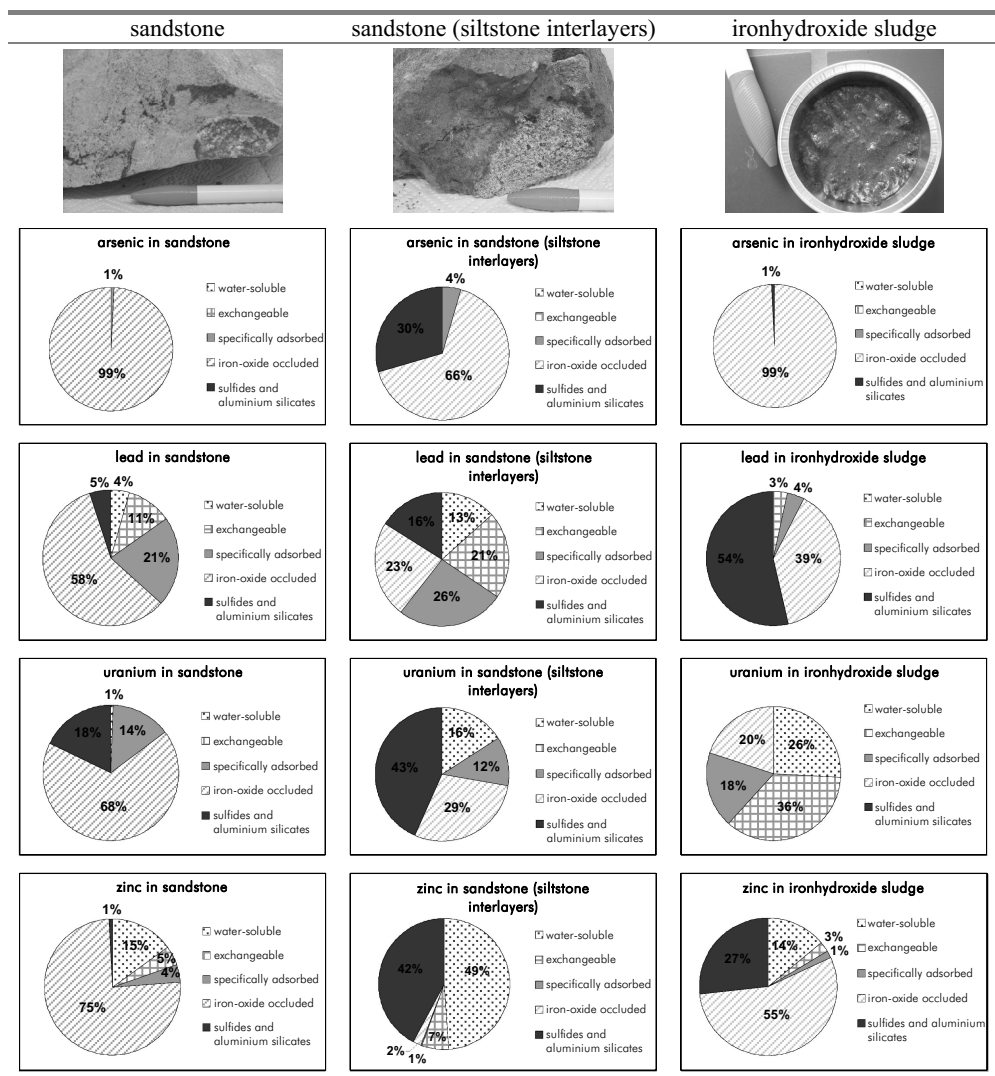 sandstone
sandstone (siltstone interlayers)
ironhydroxide sludge
arsenic in sandstone
1%
99%
water-soluble
exchangeable
specifically adsorbed
iron-oxide occluded
sulfides and
aluminium silicates
arsenic in sandstone (siltstone
interlayers)
4%
30%
66%
water-soluble
exchangeable
specifically adsorbed
iron-oxide occluded
sulfides and
aluminium silicates
arsenic in ironhydroxide sludge
1%
99%
water-soluble
exchangeable
specifically adsorbed
iron-oxide occluded
sulfides and aluminium
silicates
lead in sandstone
5%
4%
11%
21%
58%
water-soluble
exchangeable
specifically adsorbed
iron-oxide occluded
sulfides and
aluminium silicates
lead in sandstone (siltstone
interlayers)
16%
13%
21%
23%
26%
water-soluble
exchangeable
specifically adsorbed
iron-oxide occluded
sulfides and
aluminium silicates
lead in ironhydroxide sludge
3%
4%
54%
39%
water-soluble
exchangeable
specifically adsorbed
iron-oxide occluded
sulfides and
aluminium silicates
uranium in sandstone
1%
18%
14%
68%
water-soluble
exchangeable
specifically adsorbed
iron-oxide occluded
sulfides and
aluminium silicates
uranium in sandstone (siltstone
interlayers)
16%
43%
12%
29%
water-soluble
exchangeable
specifically adsorbed
iron-oxide occluded
sulfides and
aluminium silicates
uranium in ironhydroxide sludge
20%
26%
18%
36%
water-soluble
exchangeable
specifically adsorbed
iron-oxide occluded
sulfides and
aluminium silicates
zinc in sandstone
1%
15%
5%
4%
75%
water-soluble
exchangeable
specifically adsorbed
iron-oxide occluded
sulfides and
aluminium silicates
zinc in sandstone (siltstone
interlayers)
42%
49%
7%
2%
1%
water-soluble
exchangeable
specifically adsorbed
iron-oxide occluded
sulfides and
aluminium silicates
zinc in ironhydroxide sludge
27%
14%
3%
1%
55%
water-soluble
exchangeable
specifically adsorbed
iron-oxide occluded
sulfides and aluminium
silicates